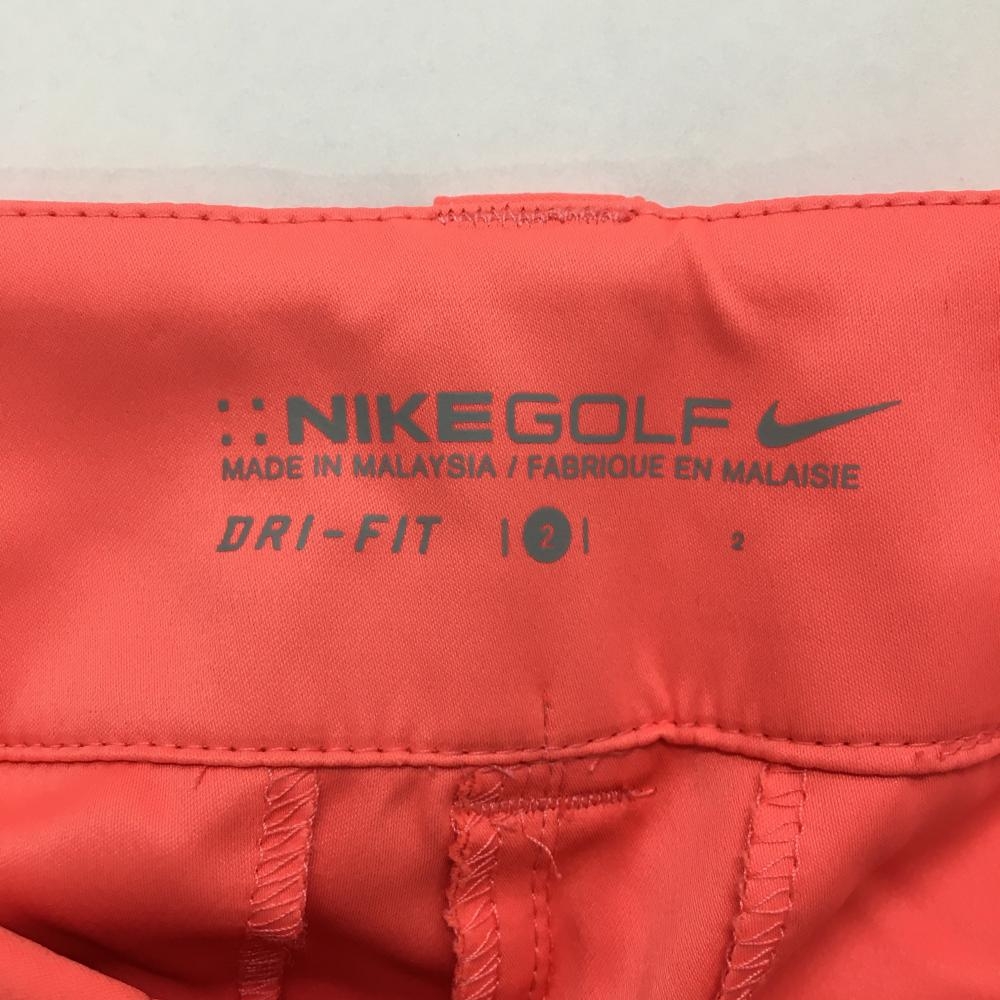 NIKEGOLF
MADE IN MALAYSIA / FABRIQUE EN MALAISIE
DRI-FIT | 2 | 2